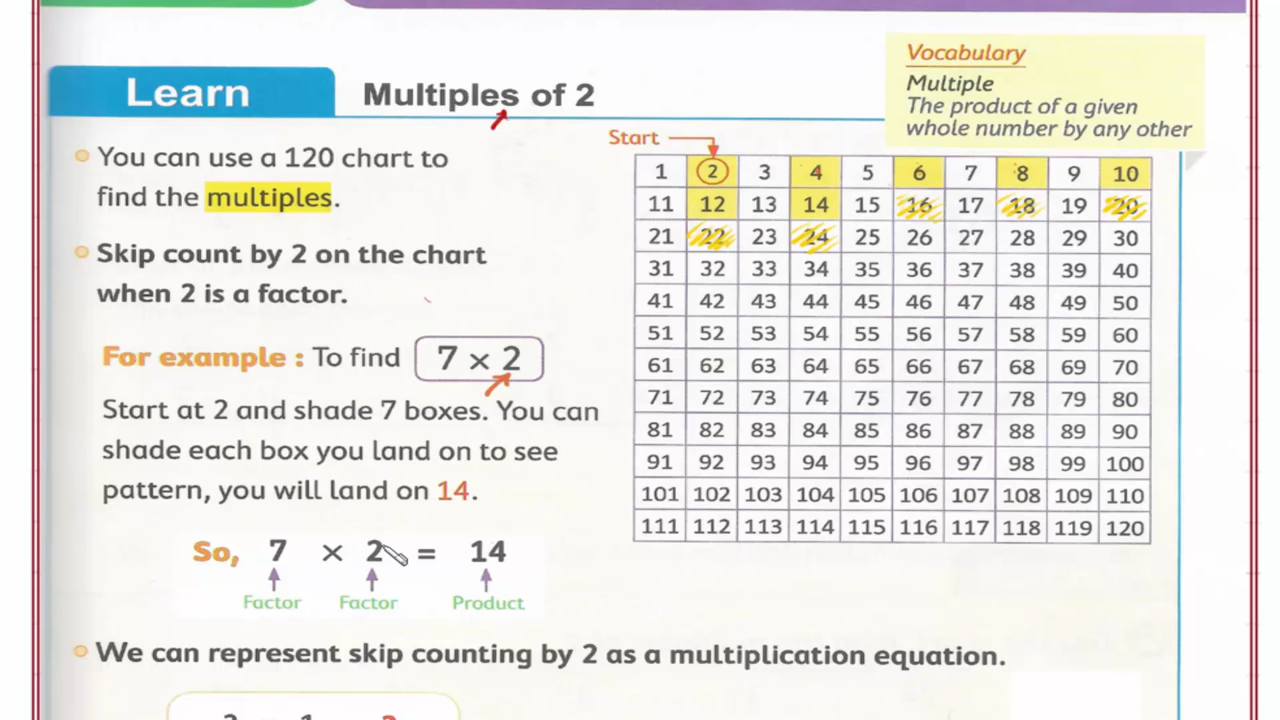 Learn
Multiples of 2
Vocabulary
Multiple
The product of a given
whole number by any other
You can use a 120 chart to
find the multiples.
Skip count by 2 on the chart
when 2 is a factor.
For example : To find 7 × 2
Start at 2 and shade 7 boxes. You can
shade each box you land on to see
pattern, you will land on 14.
So, 7 × 2 = 14
Factor Factor Product
Start
1 2 3 4 5 6 7 8 9 10
11 12 13 14 15 16 17 18 19 20
21 22 23 24 25 26 27 28 29 30
31 32 33 34 35 36 37 38 39 40
41 42 43 44 45 46 47 48 49 50
51 52 53 54 55 56 57 58 59 60
61 62 63 64 65 66 67 68 69 70
71 72 73 74 75 76 77 78 79 80
81 82 83 84 85 86 87 88 89 90
91 92 93 94 95 96 97 98 99 100
101 102 103 104 105 106 107 108 109 110
111 112 113 114 115 116 117 118 119 120
We can represent skip counting by 2 as a multiplication equation.